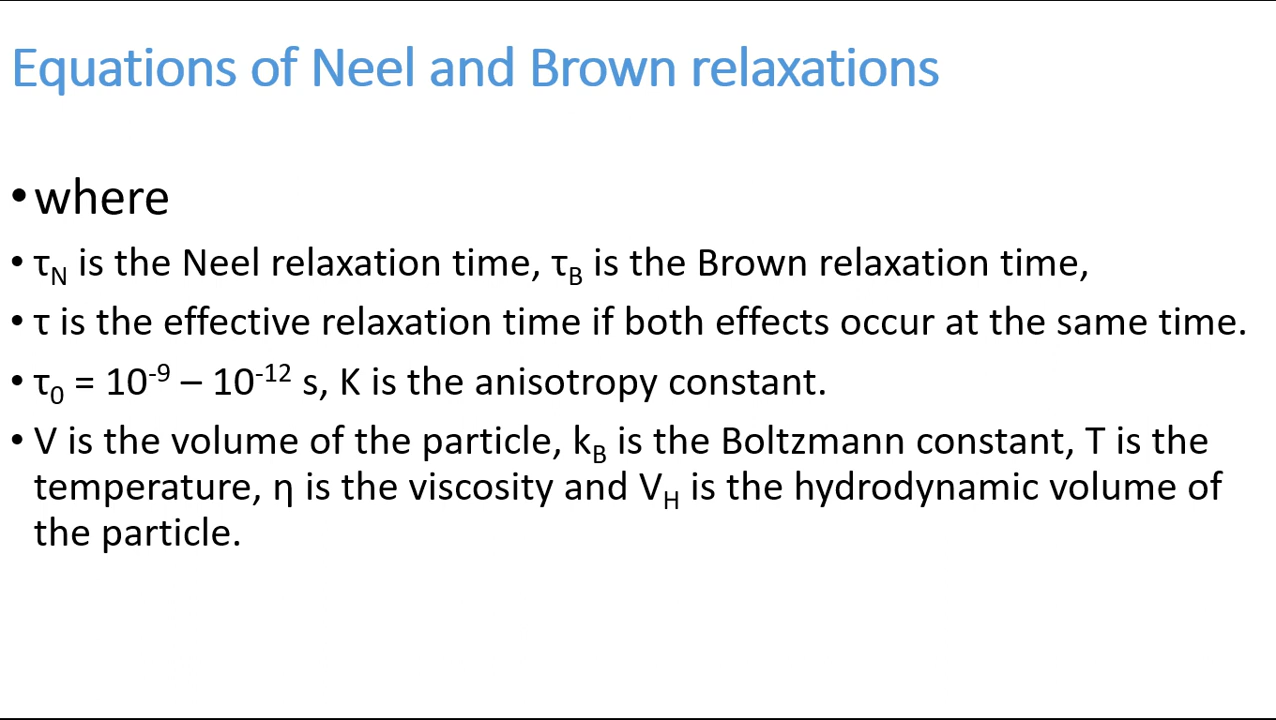 Equations of Neel and Brown relaxations
•where
• τN is the Neel relaxation time, τB is the Brown relaxation time,
• τ is the effective relaxation time if both effects occur at the same time.
• τ0 = 10-9 – 10-12 s, K is the anisotropy constant.
• V is the volume of the particle, kB is the Boltzmann constant, T is the
temperature, η is the viscosity and VH is the hydrodynamic volume of
the particle.